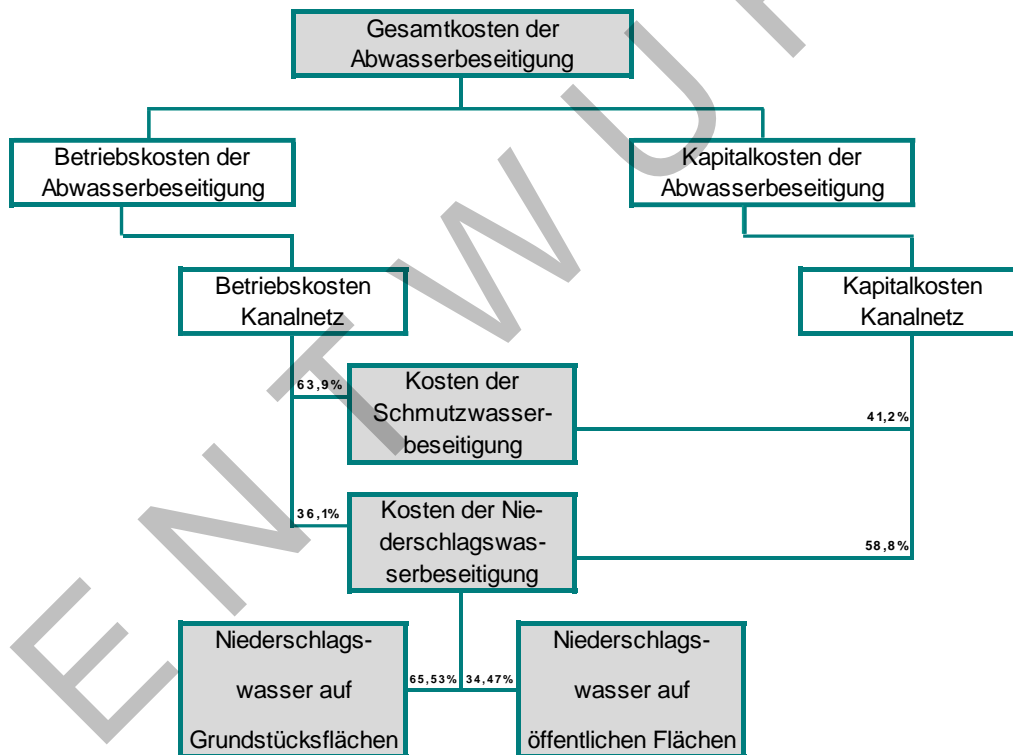 Gesamtkosten der
Abwasserbeseitigung
Betriebskosten der
Abwasserbeseitigung
Kapitalkosten der
Abwasserbeseitigung
Betriebskosten
Kanalnetz
Kapitalkosten
Kanalnetz
63,9%
Kosten der
Schmutzwasser-
beseitigung
41,2%
36,1%
Kosten der Nie-
derschlagswas-
serbeseitigung
58,8%
Niederschlags-
wasser auf
Grundstücksflächen
65,53%
34,47%
Niederschlags-
wasser auf
öffentlichen Flächen
ENTWUR